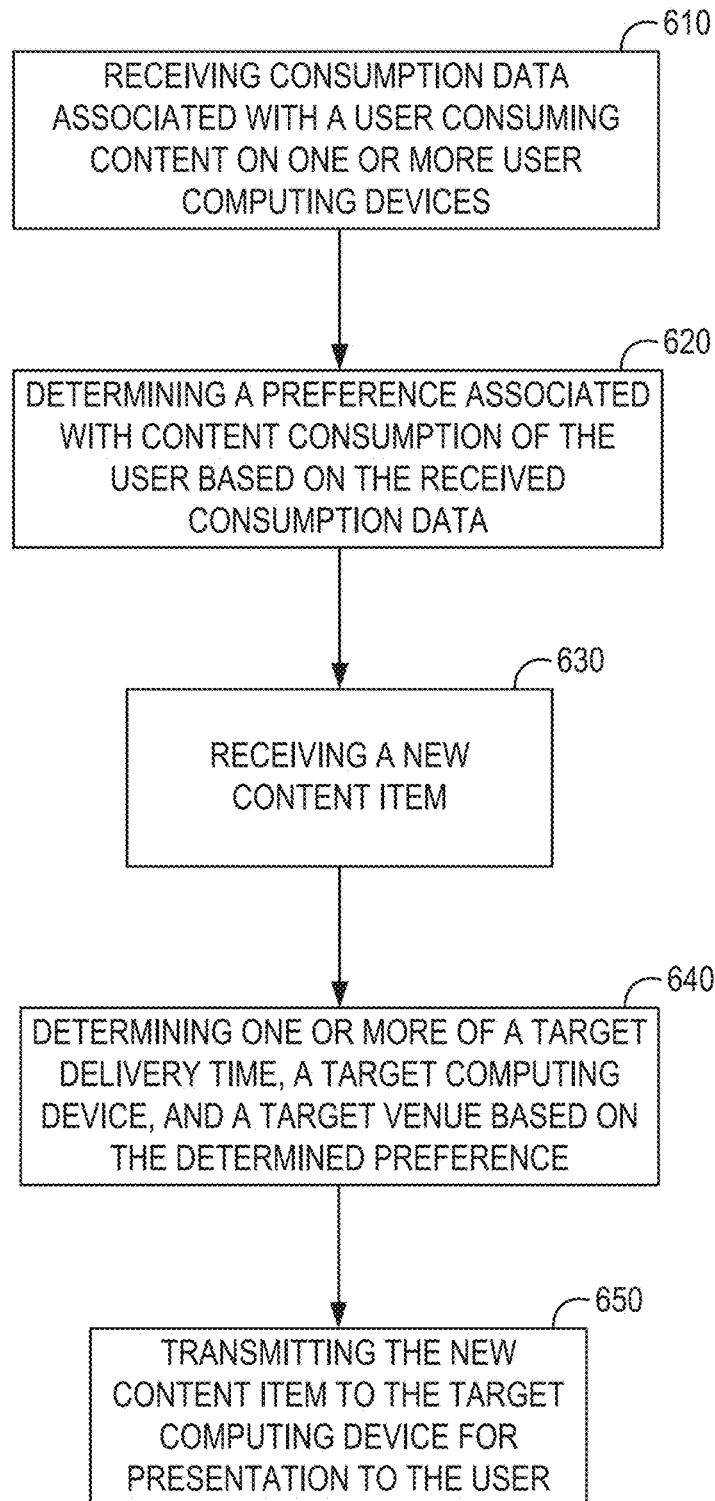 610
RECEIVING CONSUMPTION DATA
ASSOCIATED WITH A USER CONSUMING
CONTENT ON ONE OR MORE USER
COMPUTING DEVICES
620
DETERMINING A PREFERENCE ASSOCIATED
WITH CONTENT CONSUMPTION OF THE
USER BASED ON THE RECEIVED
CONSUMPTION DATA
630
RECEIVING A NEW
CONTENT ITEM
640
DETERMINING ONE OR MORE OF A TARGET
DELIVERY TIME, A TARGET COMPUTING
DEVICE, AND A TARGET VENUE BASED ON
THE DETERMINED PREFERENCE
650
TRANSMITTING THE NEW
CONTENT ITEM TO THE TARGET
COMPUTING DEVICE FOR
PRESENTATION TO THE USER